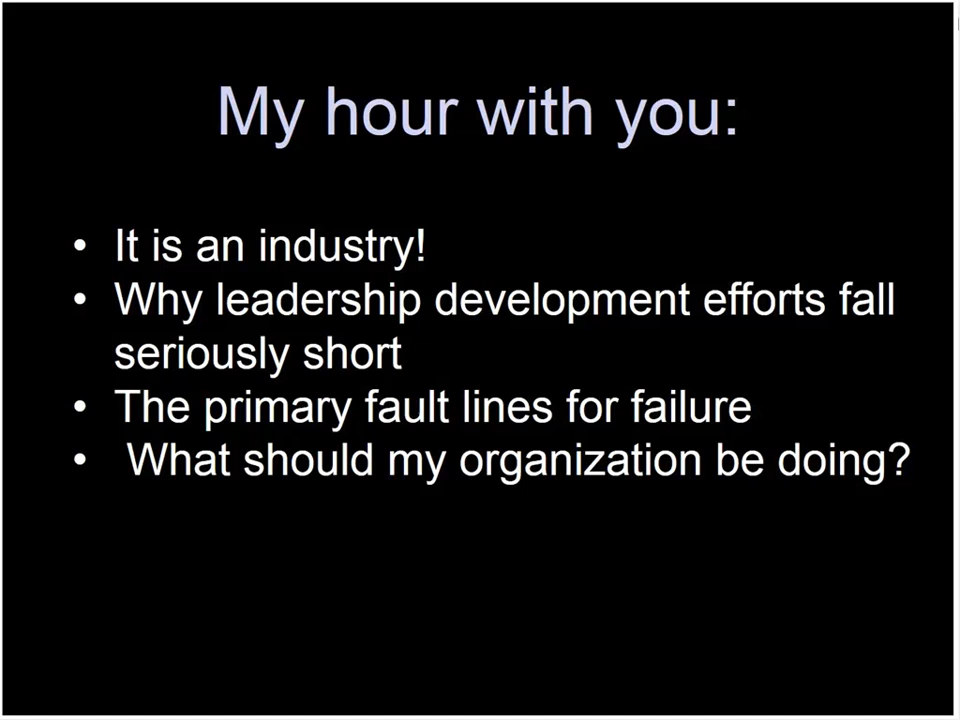 My hour with you:
• It is an industry!
• Why leadership development efforts fall
seriously short
• The primary fault lines for failure
• What should my organization be doing?